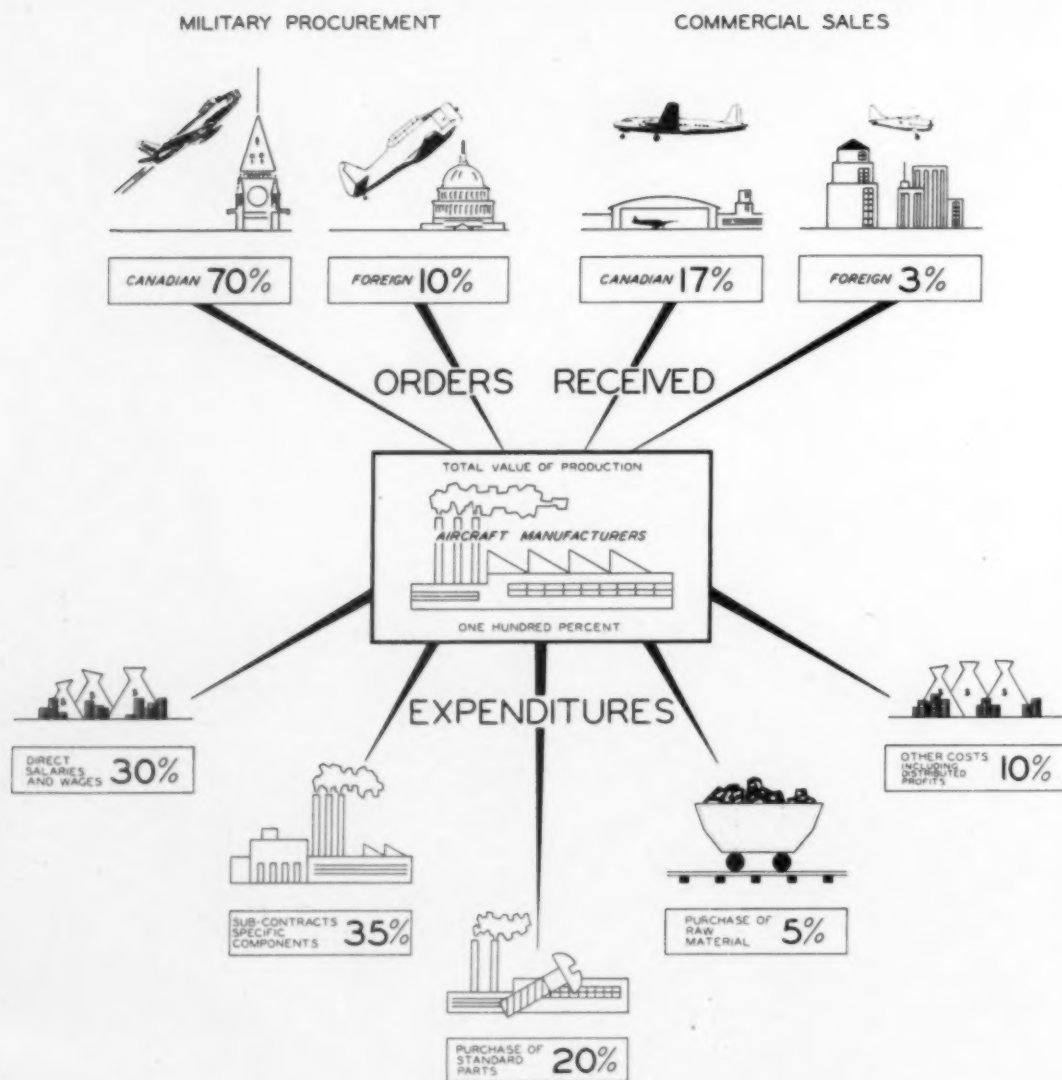 MILITARY PROCUREMENT
COMMERCIAL SALES
CANADIAN 70%
FOREIGN 10%
CANADIAN 17%
FOREIGN 3%
ORDERS RECEIVED
TOTAL VALUE OF PRODUCTION
AIRCRAFT MANUFACTURERS
ONE HUNDRED PERCENT
EXPENDITURES
DIRECT
SALARIES
AND WAGES 30%
OTHER COSTS
INCLUDING
DISTRIBUTED
PROFITS 10%
SUB-CONTRACTS
SPECIFIC
COMPONENTS 35%
PURCHASE OF
RAW
MATERIAL 5%
PURCHASE OF
STANDARD
PARTS 20%